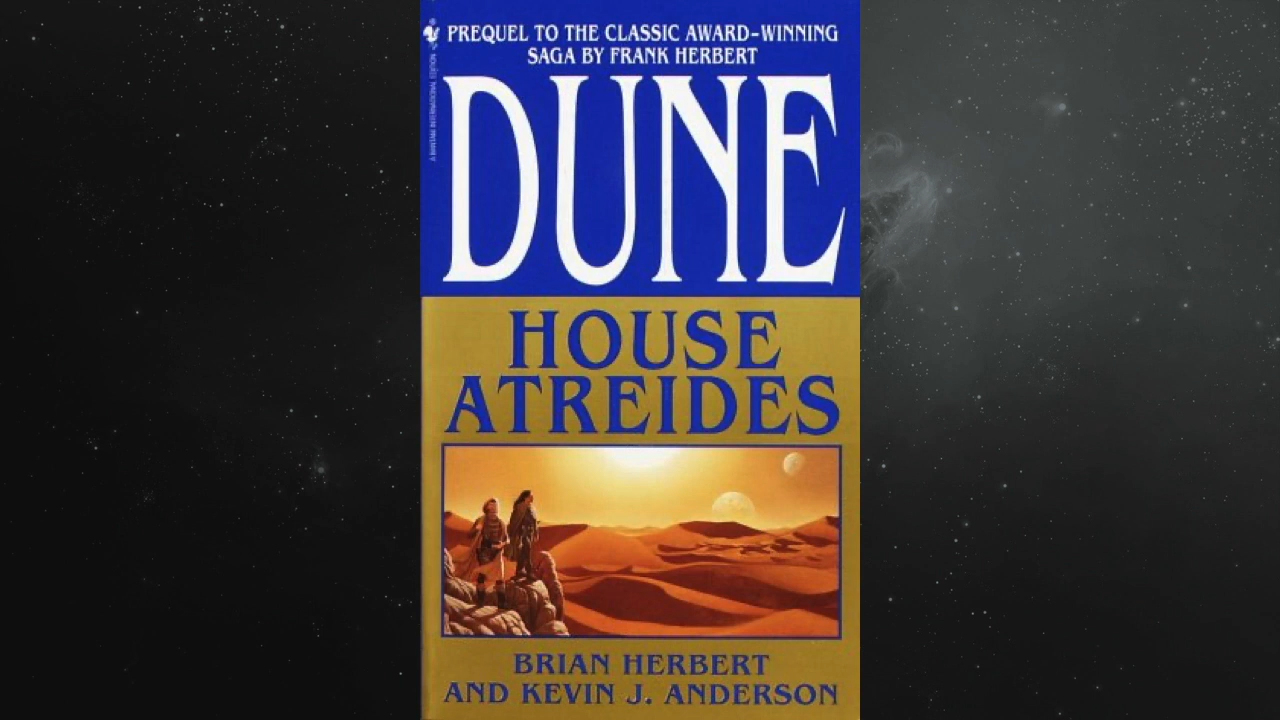 PREQUEL TO THE CLASSIC AWARD-WINNING
SAGA BY FRANK HERBERT
DUNE
HOUSE
ATREIDES
BRIAN HERBERT
AND KEVIN J. ANDERSON